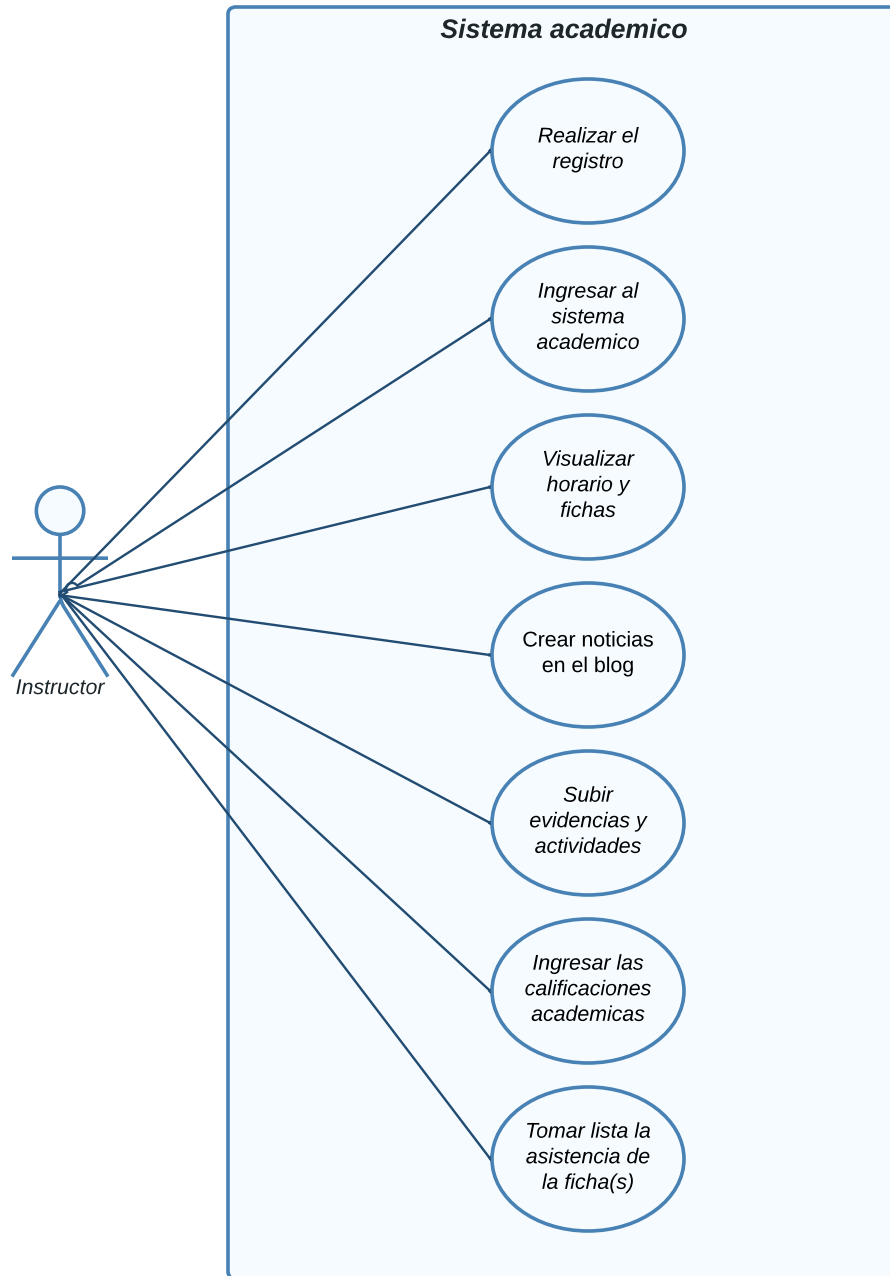 Sistema academico
Realizar el
registro
Ingresar al
sistema
academico
Visualizar
horario y
fichas
Instructor
Crear noticias
en el blog
Subir
evidencias y
actividades
Ingresar las
calificaciones
academicas
Tomar lista la
asistencia de
la ficha(s)